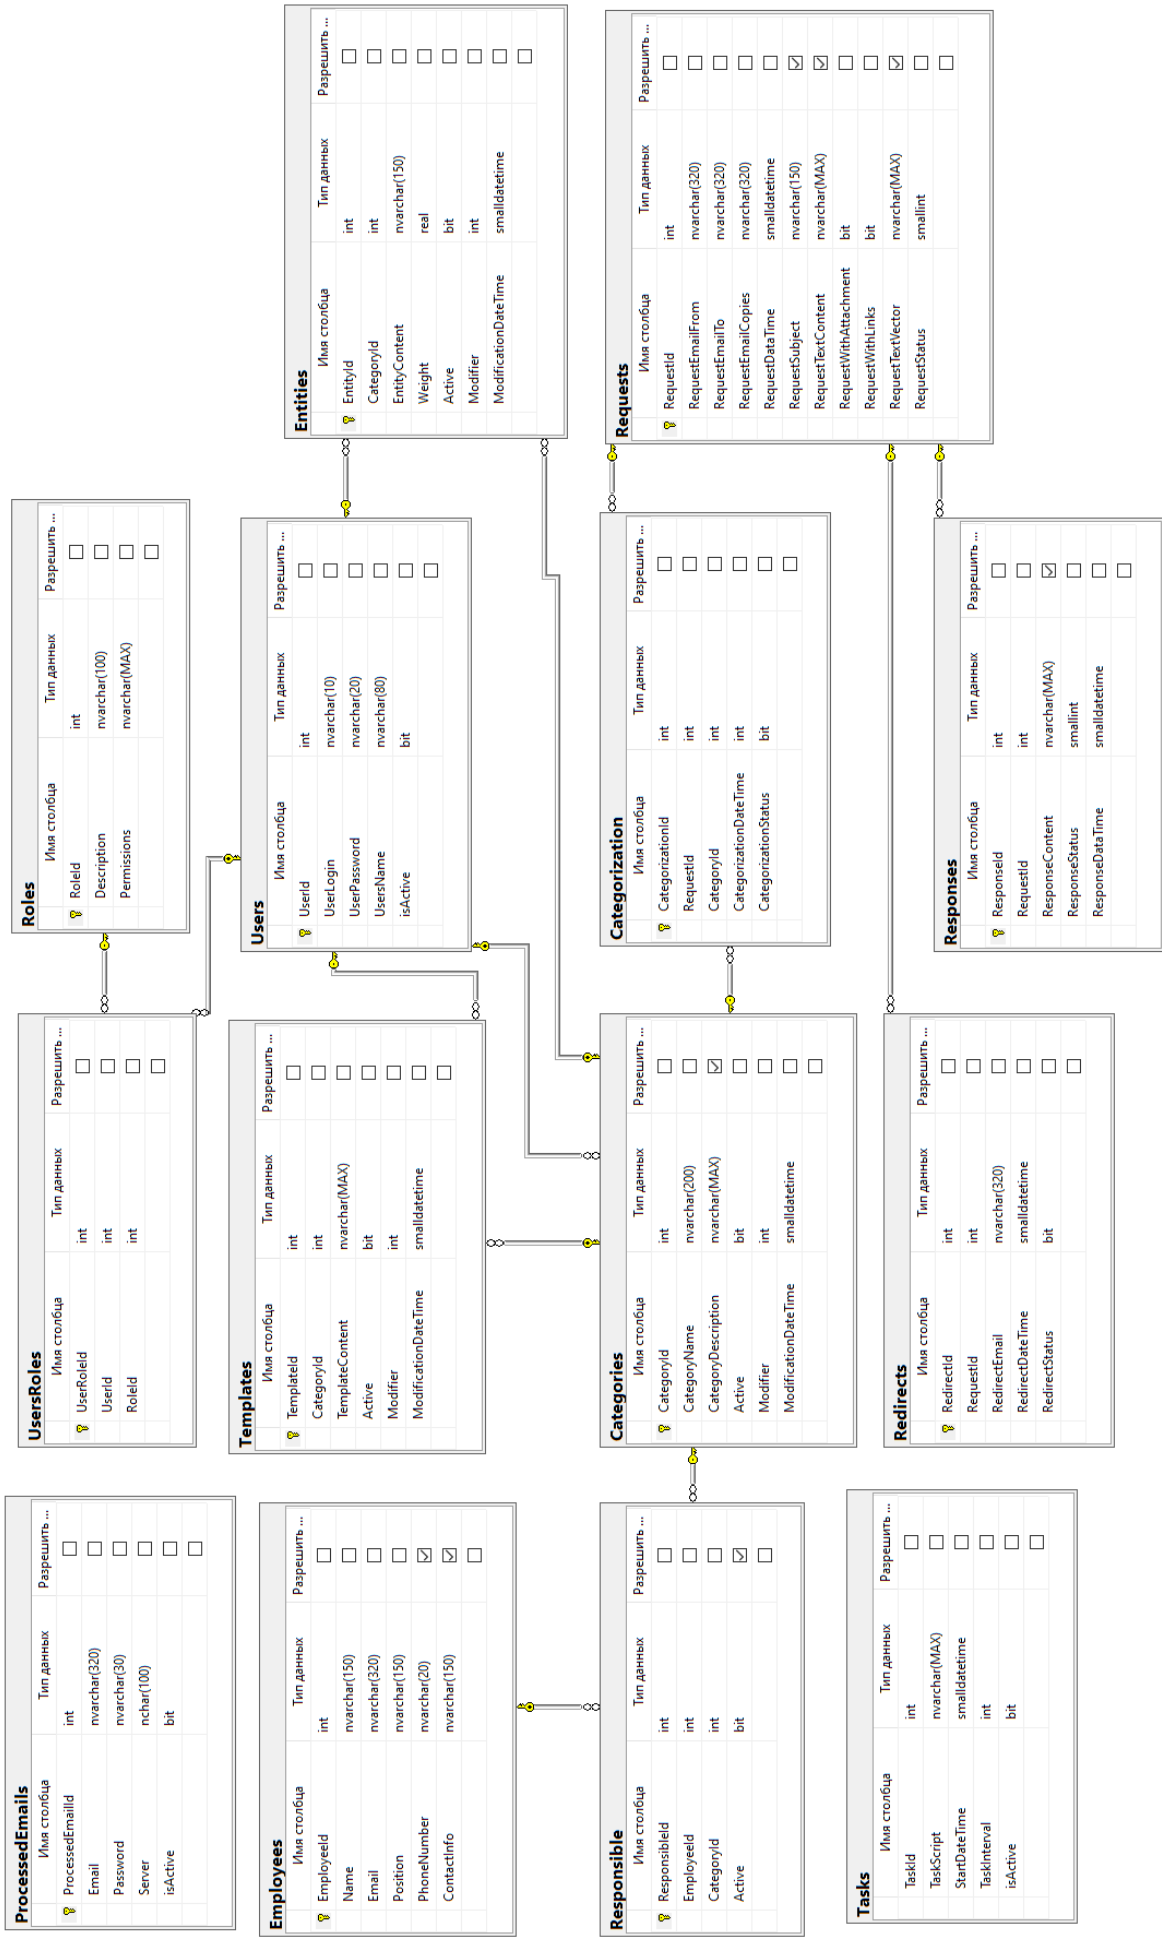 ProcessedEmails
Имя столбца Тип данных Разрешить ...
ProcessedEmailId int
Email nvarchar(320)
Password nvarchar(30)
Server nchar(100)
isActive bit
UsersRoles
Имя столбца Тип данных Разрешить ...
UserRoleId int
UserId int
RoleId int
Roles
Имя столбца Тип данных Разрешить ...
RoleId int
Description nvarchar(100)
Permissions nvarchar(MAX)
Employees
Имя столбца Тип данных Разрешить ...
EmployeeId int
Name nvarchar(150)
Email nvarchar(320)
Position nvarchar(150)
PhoneNumber nvarchar(20)
ContactInfo nvarchar(150)
Templates
Имя столбца Тип данных Разрешить ...
TemplateId int
CategoryId int
TemplateContent nvarchar(MAX)
Active bit
Modifier int
ModificationDateTime smalldatetime
Users
Имя столбца Тип данных Разрешить ...
UserId int
UserLogin nvarchar(10)
UserPassword nvarchar(20)
UsersName nvarchar(80)
isActive bit
Entities
Имя столбца Тип данных Разрешить ...
EntityId int
CategoryId int
EntityContent nvarchar(150)
Weight real
Active bit
Modifier int
ModificationDateTime smalldatetime
Responsible
Имя столбца Тип данных Разрешить ...
ResponsibleId int
EmployeeId int
CategoryId int
Active bit
Categories
Имя столбца Тип данных Разрешить ...
CategoryId int
CategoryName nvarchar(200)
CategoryDescription nvarchar(MAX)
Active bit
Modifier int
ModificationDateTime smalldatetime
Categorization
Имя столбца Тип данных Разрешить ...
CategorizationId int
RequestId int
CategoryId int
CategorizationDateTime int
CategorizationStatus bit
Requests
Имя столбца Тип данных Разрешить ...
RequestId int
RequestEmailFrom nvarchar(320)
RequestEmailTo nvarchar(320)
RequestEmailCopies nvarchar(320)
RequestDataTime smalldatetime
RequestSubject nvarchar(150)
RequestTextContent nvarchar(MAX)
RequestWithAttachment bit
RequestWithLinks bit
RequestTextVector nvarchar(MAX)
RequestStatus smallint
Tasks
Имя столбца Тип данных Разрешить ...
TaskId int
TaskScript nvarchar(MAX)
StartDateTime smalldatetime
TaskInterval int
isActive bit
Redirects
Имя столбца Тип данных Разрешить ...
RedirectId int
RequestId int
RedirectEmail nvarchar(320)
RedirectDateTime smalldatetime
RedirectStatus bit
Responses
Имя столбца Тип данных Разрешить ...
ResponseId int
RequestId int
ResponseContent nvarchar(MAX)
ResponseStatus smallint
ResponseDataTime smalldatetime